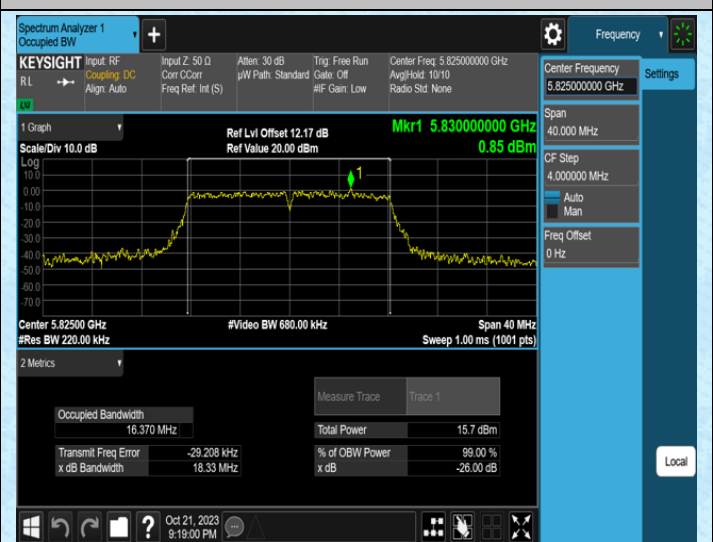 Spectrum Analyzer 1
Occupied BW
+
Frequency
KEYSIGHT
RL
Input: RF
Coupling: DC
Align: Auto
Input Z: 50 Ω
Corr CCorr
Freq Ref: Int (S)
Atten: 30 dB
µW Path: Standard
Trig: Free Run
Gate: Off
#IF Gain: Low
Center Freq: 5.825000000 GHz
Avg|Hold: 10/10
Radio Std: None
1 Graph
Scale/Div 10.0 dB
Ref Lvl Offset 12.17 dB
Ref Value 20.00 dBm
Mkr1 5.830000000 GHz
0.85 dBm
Log
10.0
0.00
-10.0
-20.0
-30.0
-40.0
-50.0
-60.0
-70.0
1
Center 5.82500 GHz
#Res BW 220.00 kHz
#Video BW 680.00 kHz
Span 40 MHz
Sweep 1.00 ms (1001 pts)
2 Metrics
Measure Trace Trace 1
Occupied Bandwidth
16.370 MHz
Total Power 15.7 dBm
Transmit Freq Error -29.208 kHz
% of OBW Power 99.00 %
x dB Bandwidth 18.33 MHz
x dB -26.00 dB
Center Frequency
5.825000000 GHz
Settings
Span
40.000 MHz
CF Step
4.000000 MHz
Auto
Man
Freq Offset
0 Hz
Local
?
Oct 21, 2023
9:19:00 PM